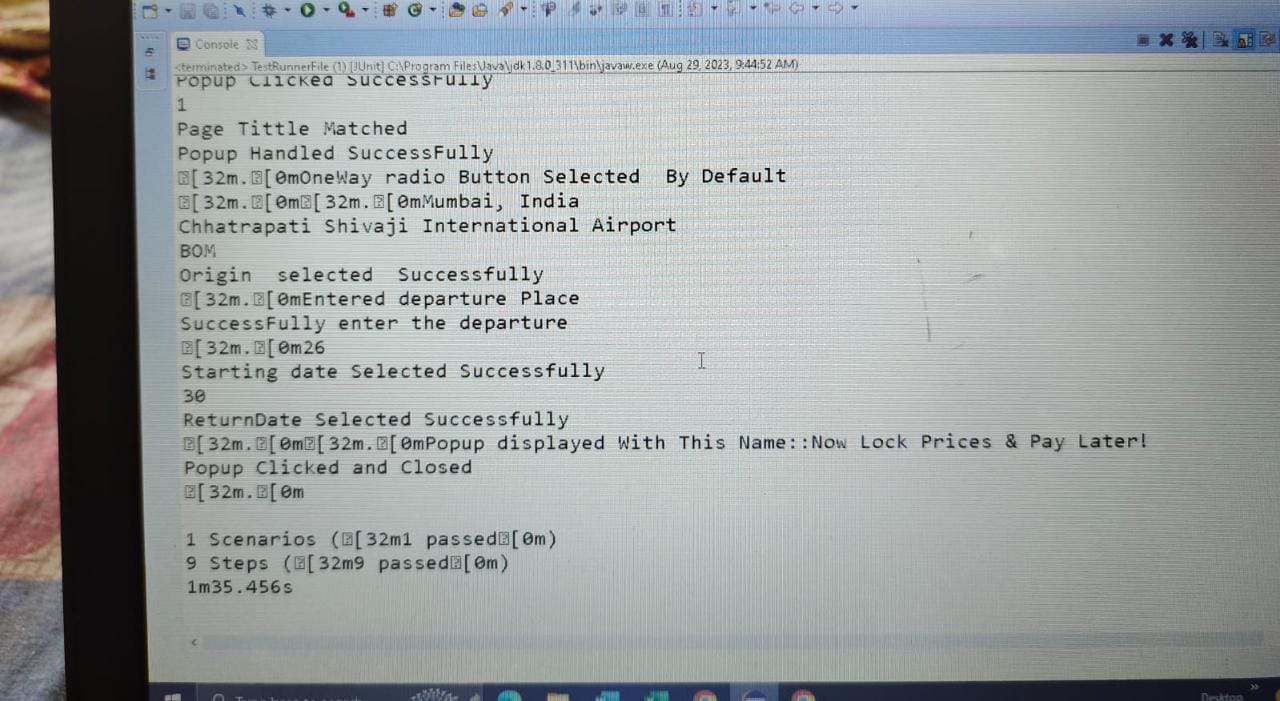 Console
<terminated> TestRunnerFile (1) [JUnit] C:\Program Files\Java\jdk1.8.0_311\bin\javaw.exe (Aug 29, 2023, 9:44:52 AM)
Popup Clicked SuccessFully
1
Page Tittle Matched
Popup Handled SuccessFully
⍰[32m.⍰[0mOneWay radio Button Selected  By Default
⍰[32m.⍰[0m⍰[32m.⍰[0mMumbai, India
Chhatrapati Shivaji International Airport
BOM
Origin  selected  Successfully
⍰[32m.⍰[0mEntered departure Place
SuccessFully enter the departure
⍰[32m.⍰[0m26
Starting date Selected Successfully
30
ReturnDate Selected Successfully
⍰[32m.⍰[0m⍰[32m.⍰[0mPopup displayed With This Name::Now Lock Prices & Pay Later!
Popup Clicked and Closed
⍰[32m.⍰[0m
1 Scenarios (⍰[32m1 passed⍰[0m)
9 Steps (⍰[32m9 passed⍰[0m)
1m35.456s
Type here to search
Desktop